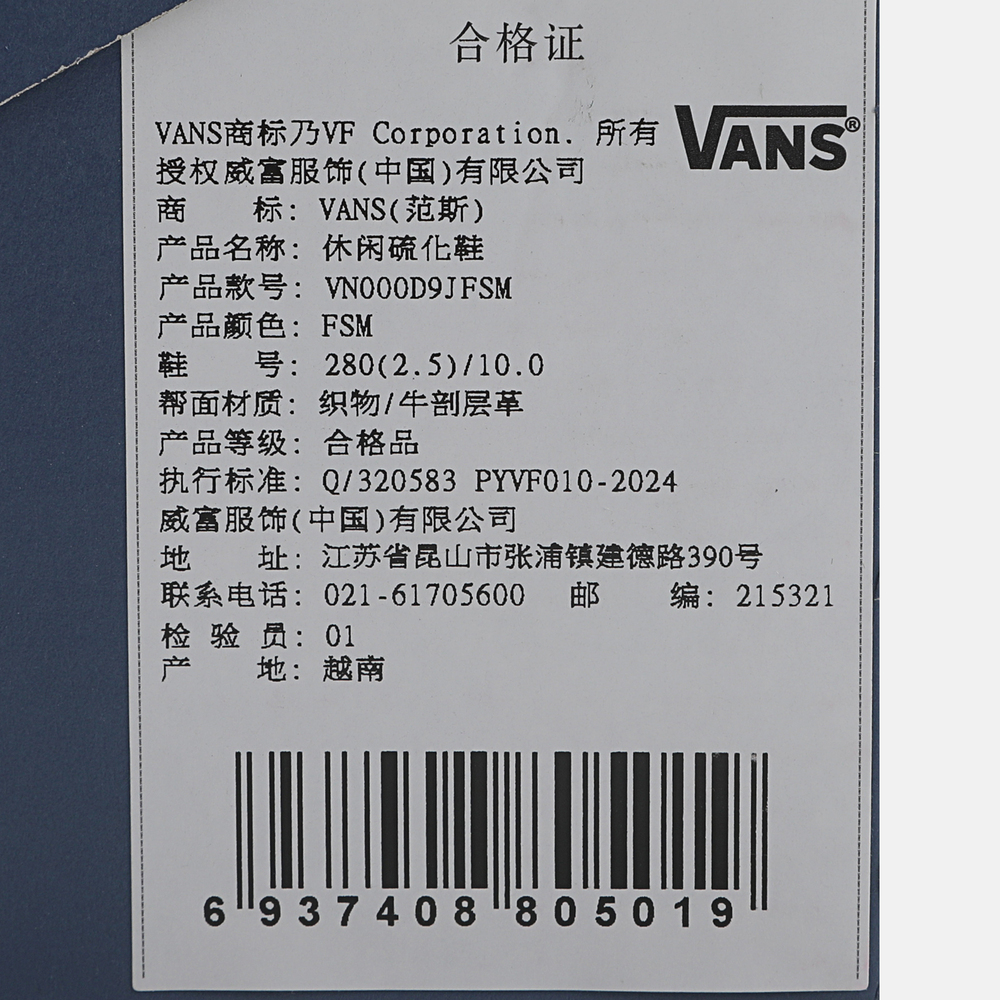 合格证
VANS商标乃VF Corporation. 所有 VANS®
授权威富服饰(中国)有限公司
商 标: VANS(范斯)
产品名称: 休闲硫化鞋
产品款号: VN000D9JFSM
产品颜色: FSM
鞋 号: 280(2.5)/10.0
帮面材质: 织物/牛剖层革
产品等级: 合格品
执行标准: Q/320583 PYVF010-2024
威富服饰(中国)有限公司
地 址: 江苏省昆山市张浦镇建德路390号
联系电话: 021-61705600 邮 编: 215321
检 验 员: 01
产 地: 越南
6 937408 805019